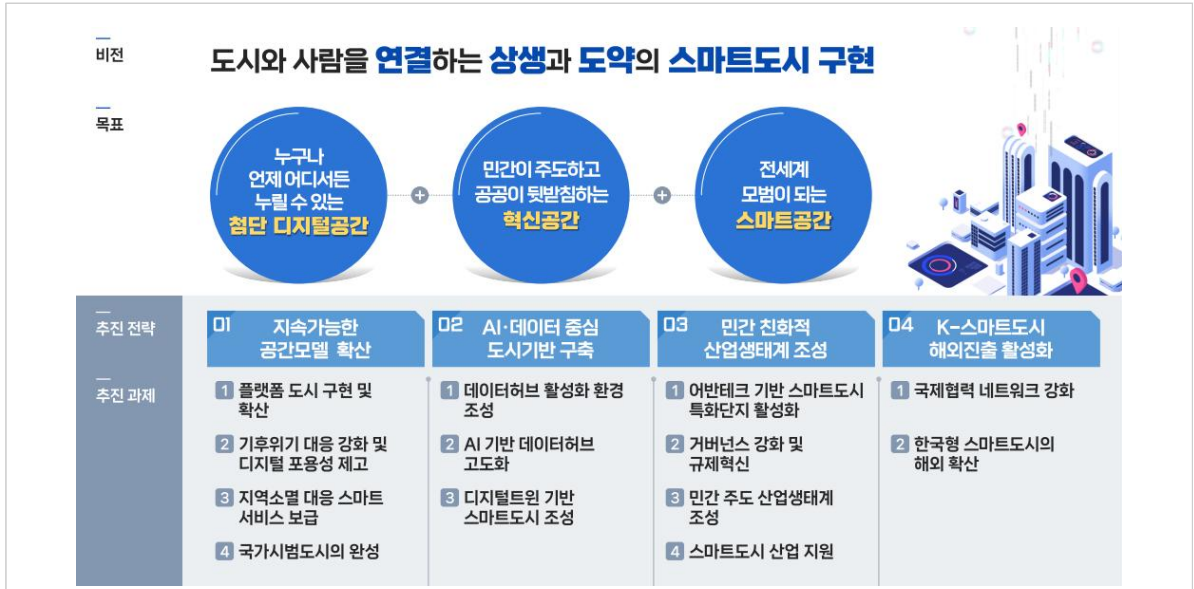 비전
도시와 사람을 연결하는 상생과 도약의 스마트도시 구현
목표
누구나
언제 어디서든
누릴 수 있는
첨단 디지털공간
민간이 주도하고
공공이 뒷받침하는
혁신공간
전세계
모범이 되는
스마트공간
추진 전략
01 지속가능한
공간모델 확산
02 AI·데이터 중심
도시기반 구축
03 민간 친화적
산업생태계 조성
04 K-스마트도시
해외진출 활성화
추진 과제
1 플랫폼 도시 구현 및
확산
2 기후위기 대응 강화 및
디지털 포용성 제고
3 지역소멸 대응 스마트
서비스 보급
4 국가시범도시의 완성
1 데이터허브 활성화 환경
조성
2 AI 기반 데이터허브
고도화
3 디지털트윈 기반
스마트도시 조성
1 어반테크 기반 스마트도시
특화단지 활성화
2 거버넌스 강화 및
규제혁신
3 민간 주도 산업생태계
조성
4 스마트도시 산업 지원
1 국제협력 네트워크 강화
2 한국형 스마트도시의
해외 확산